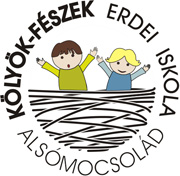 KÖLYÖK-FÉSZEK ERDEI ISKOLA
ALSÓMOCSOLÁD